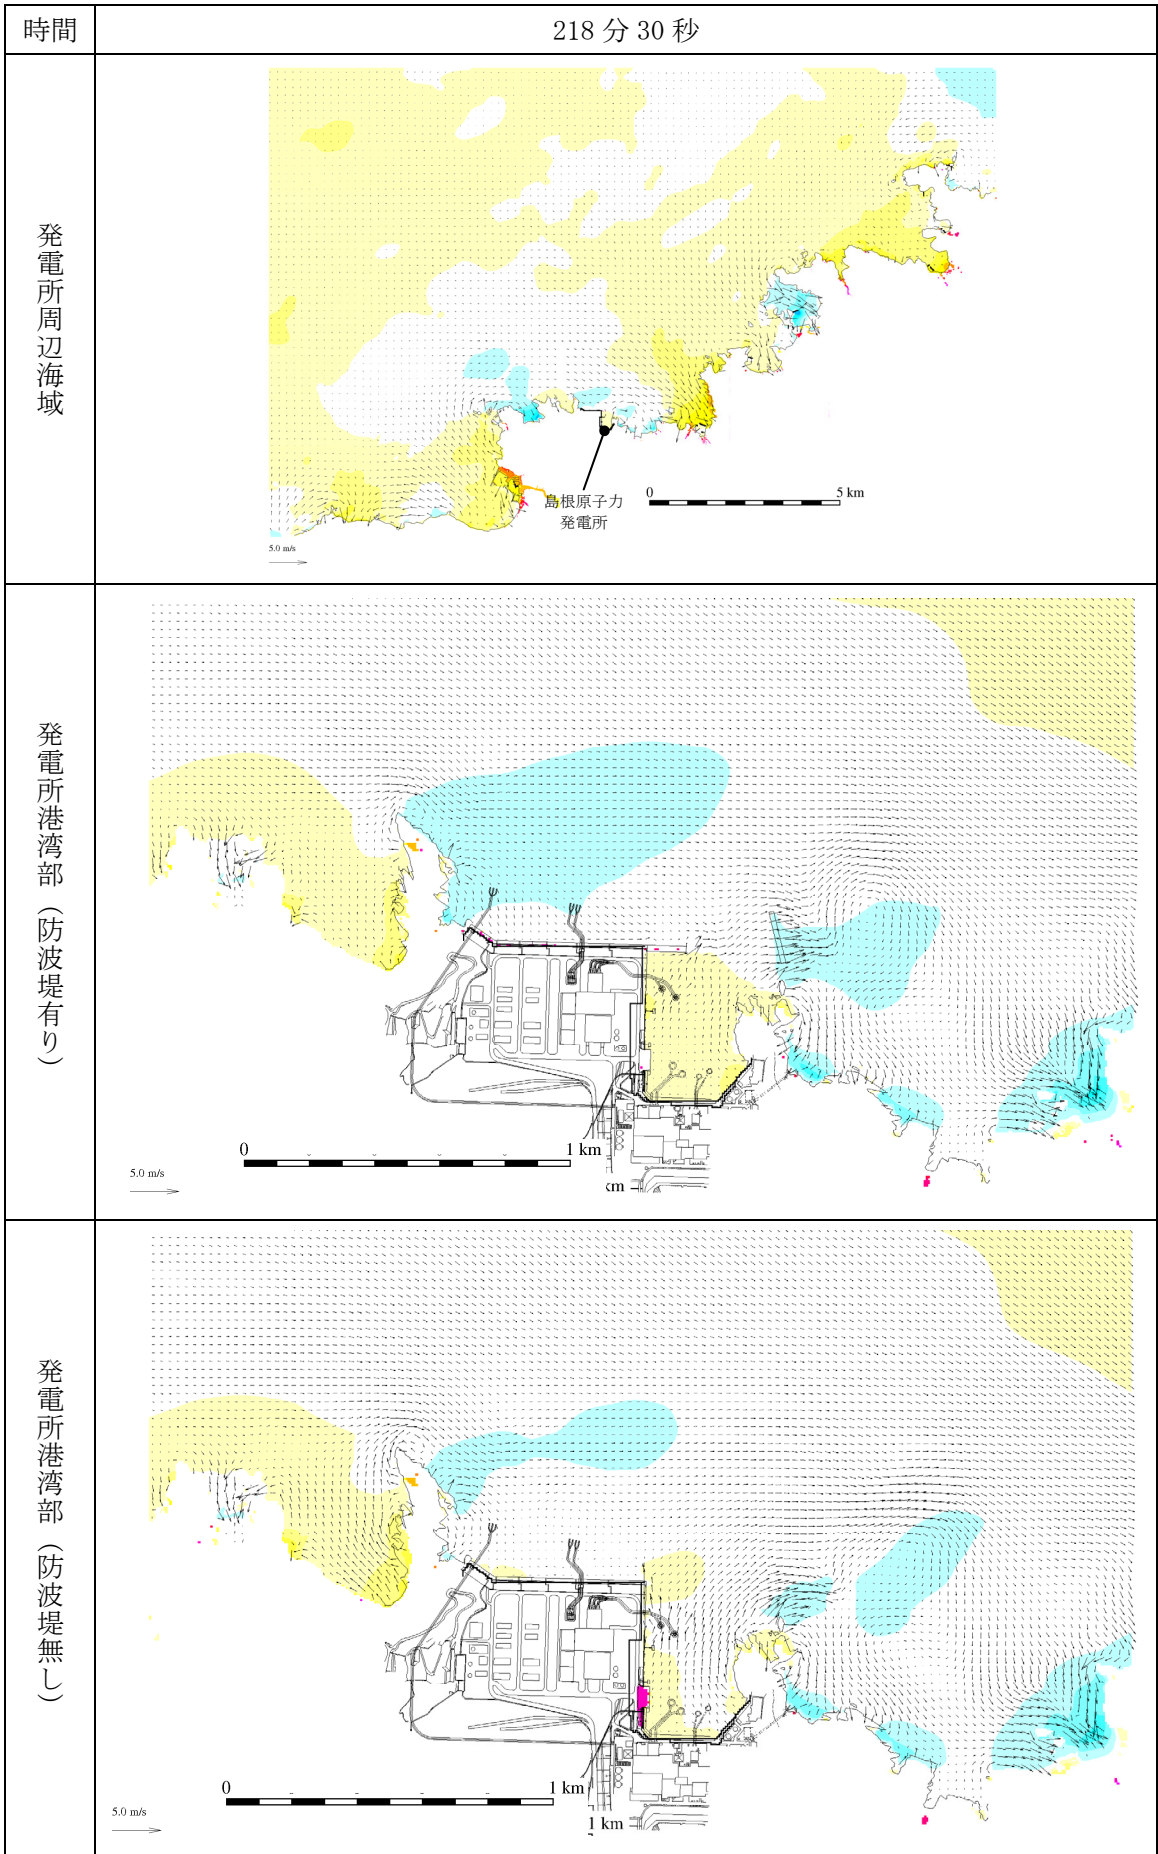 時間
218 分 30 秒
発電所周辺海域
島根原子力
発電所
0 5 km
5.0 m/s
発電所港湾部（防波堤有り）
0 1 km
5.0 m/s
km
発電所港湾部（防波堤無し）
0 1 km
5.0 m/s
1 km